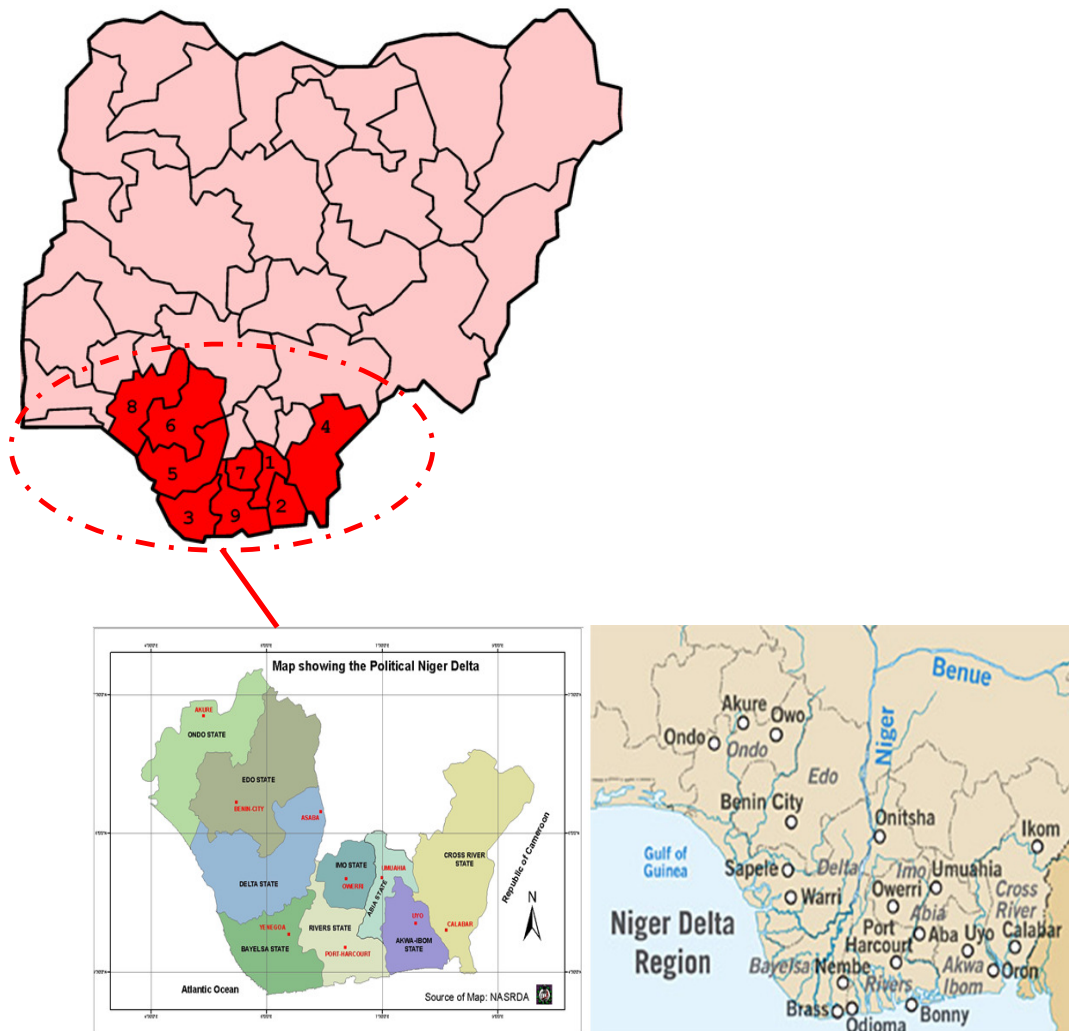 8
6
4
5
7
1
3
9
2
Map showing the Political Niger Delta
AKURE
ONDO STATE
EDO STATE
BENIN CITY
ASABA
IMO STATE
OWERRI
UMUAHIA
ABIA STATE
CROSS RIVER
STATE
Republic of Cameroon
DELTA STATE
YENEGOA
BAYELSA STATE
RIVERS STATE
PORT-HARCOURT
UYO
AKWA-IBOM
STATE
CALABAR
N
Atlantic Ocean
Source of Map: NASRDA
Benue
Niger
Akure
Owo
Ondo
Ondo
Edo
Benin City
Onitsha
Ikom
Gulf of
Guinea
Sapele
Delta
Imo
Umuahia
Warri
Owerri
Cross
River
Abia
Niger Delta
Region
Port
Harcourt
Aba
Uyo
Calabar
Bayelsa
Nembe
Rivers
Akwa
Ibom
Oron
Brass
Odioma
Bonny